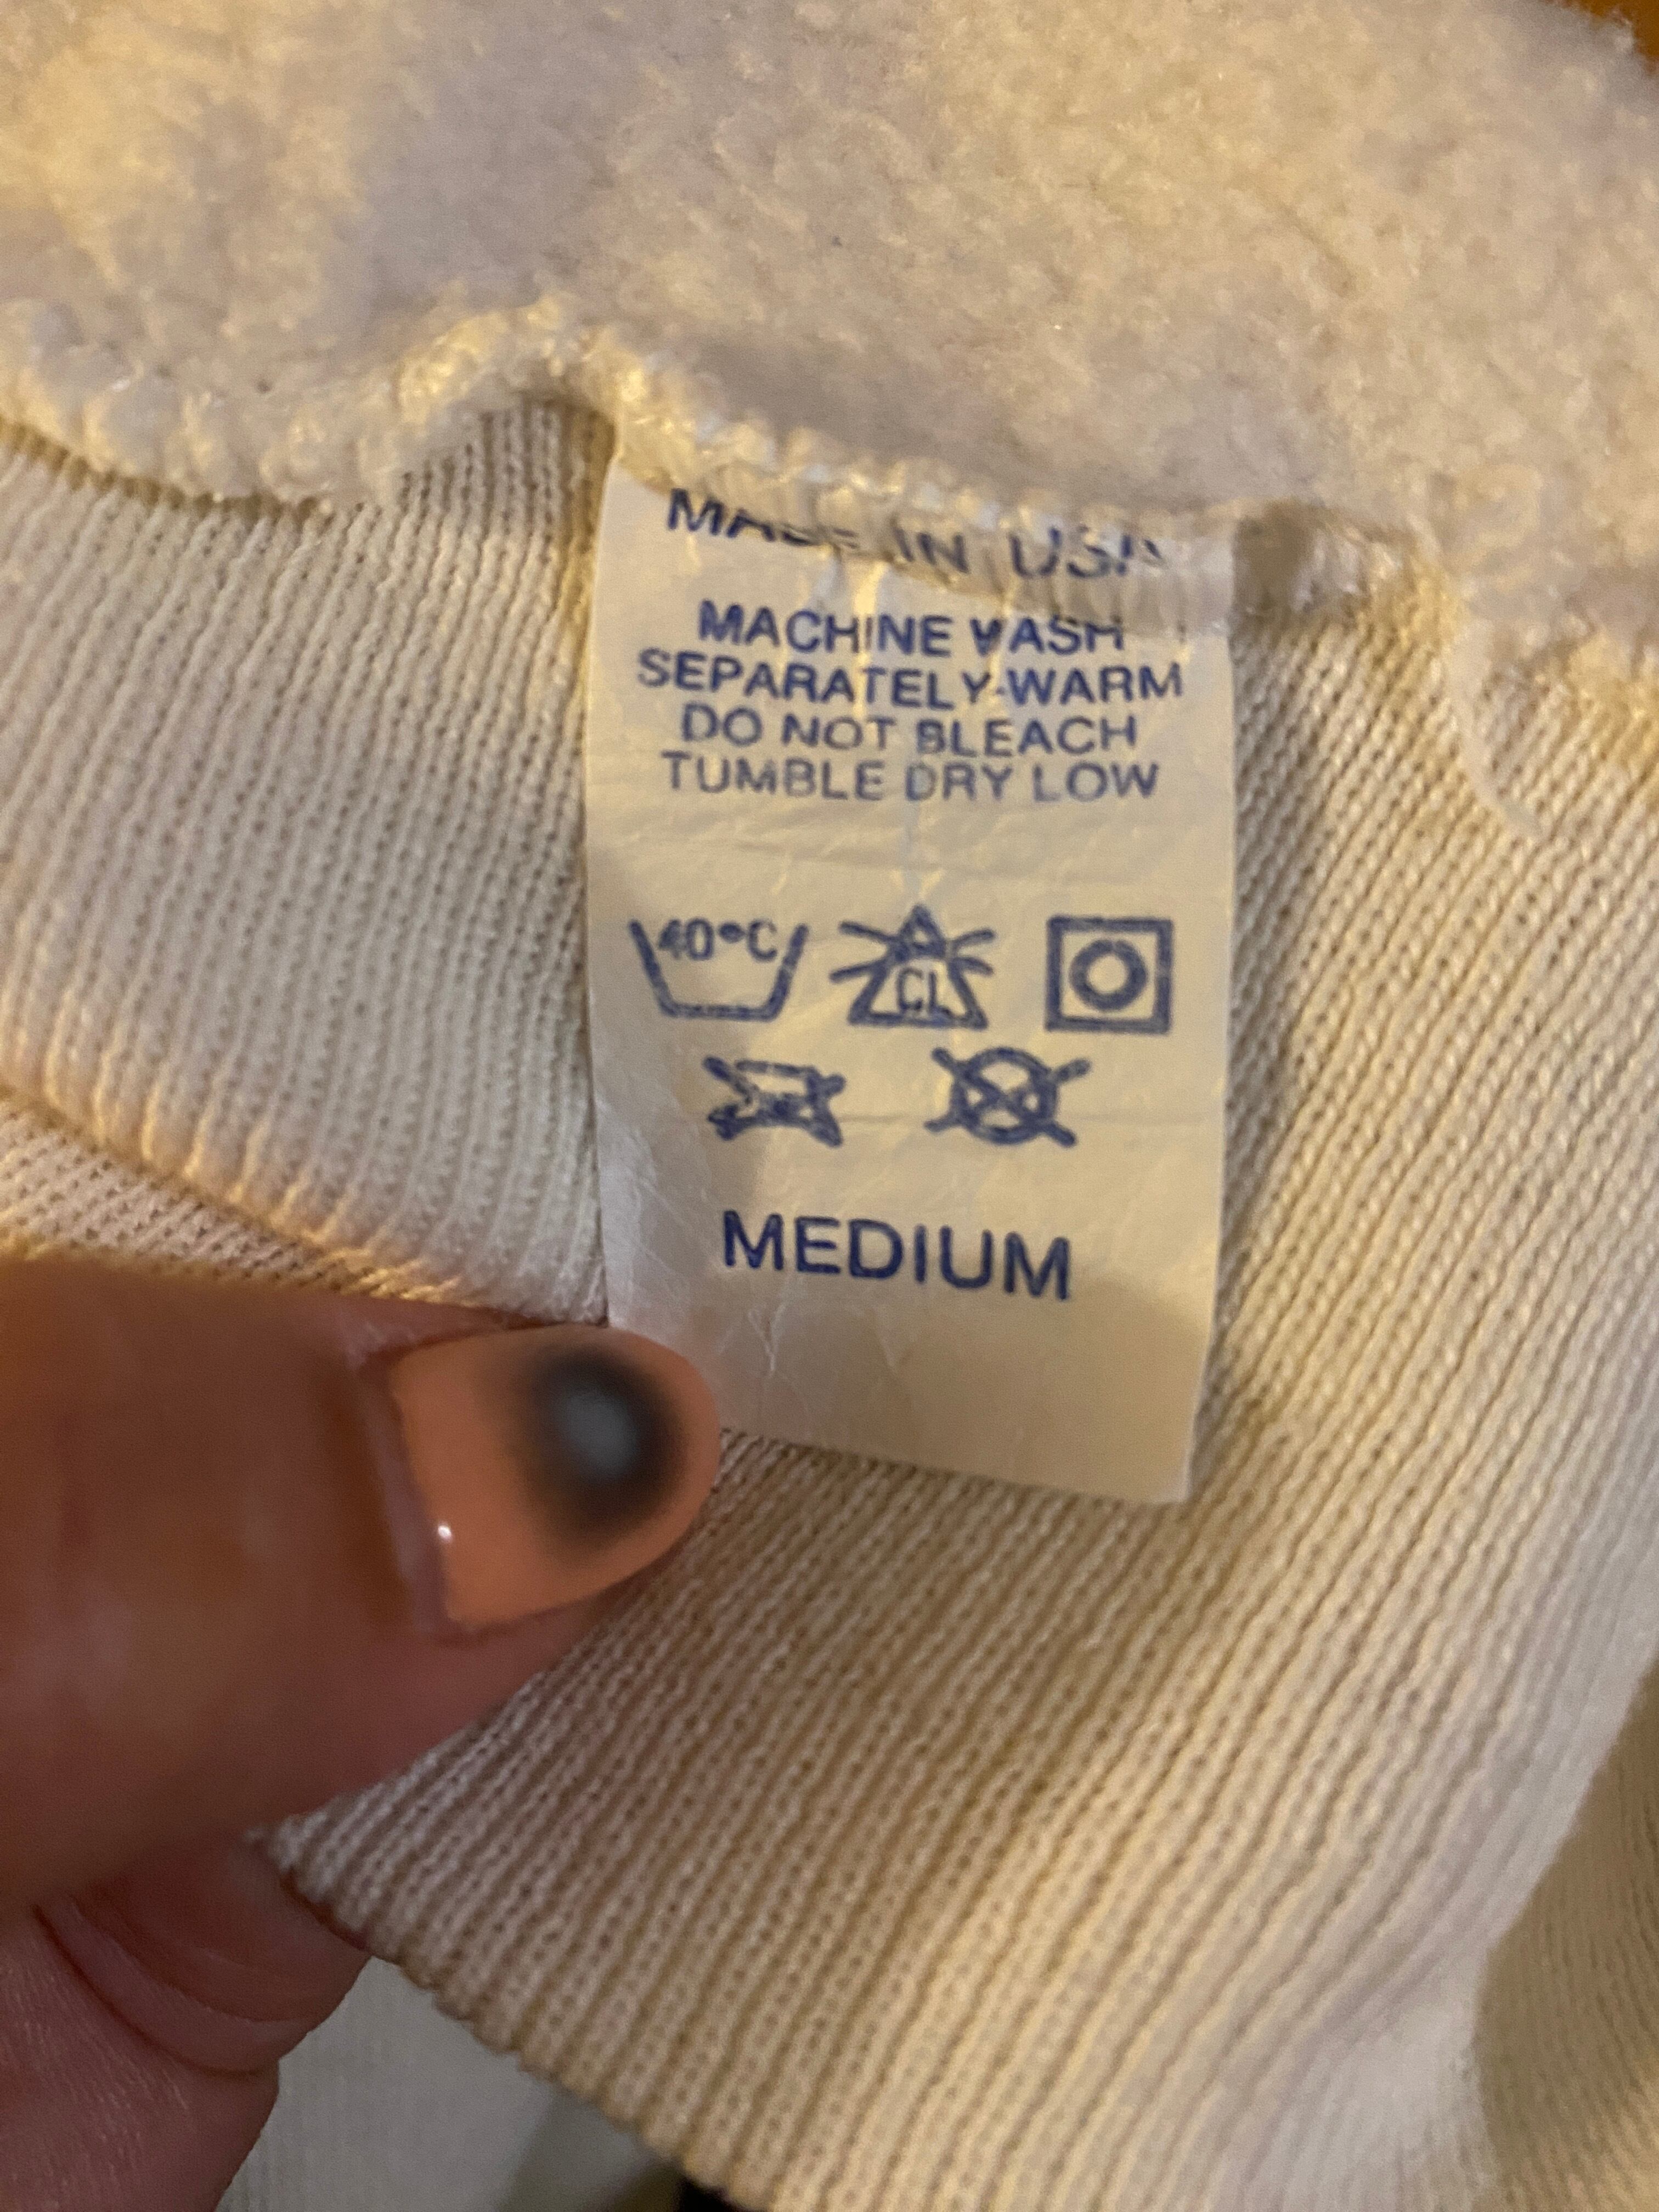 MADE IN USA
MACHINE WASH
SEPARATELY-WARM
DO NOT BLEACH
TUMBLE DRY LOW
40°C CL
MEDIUM